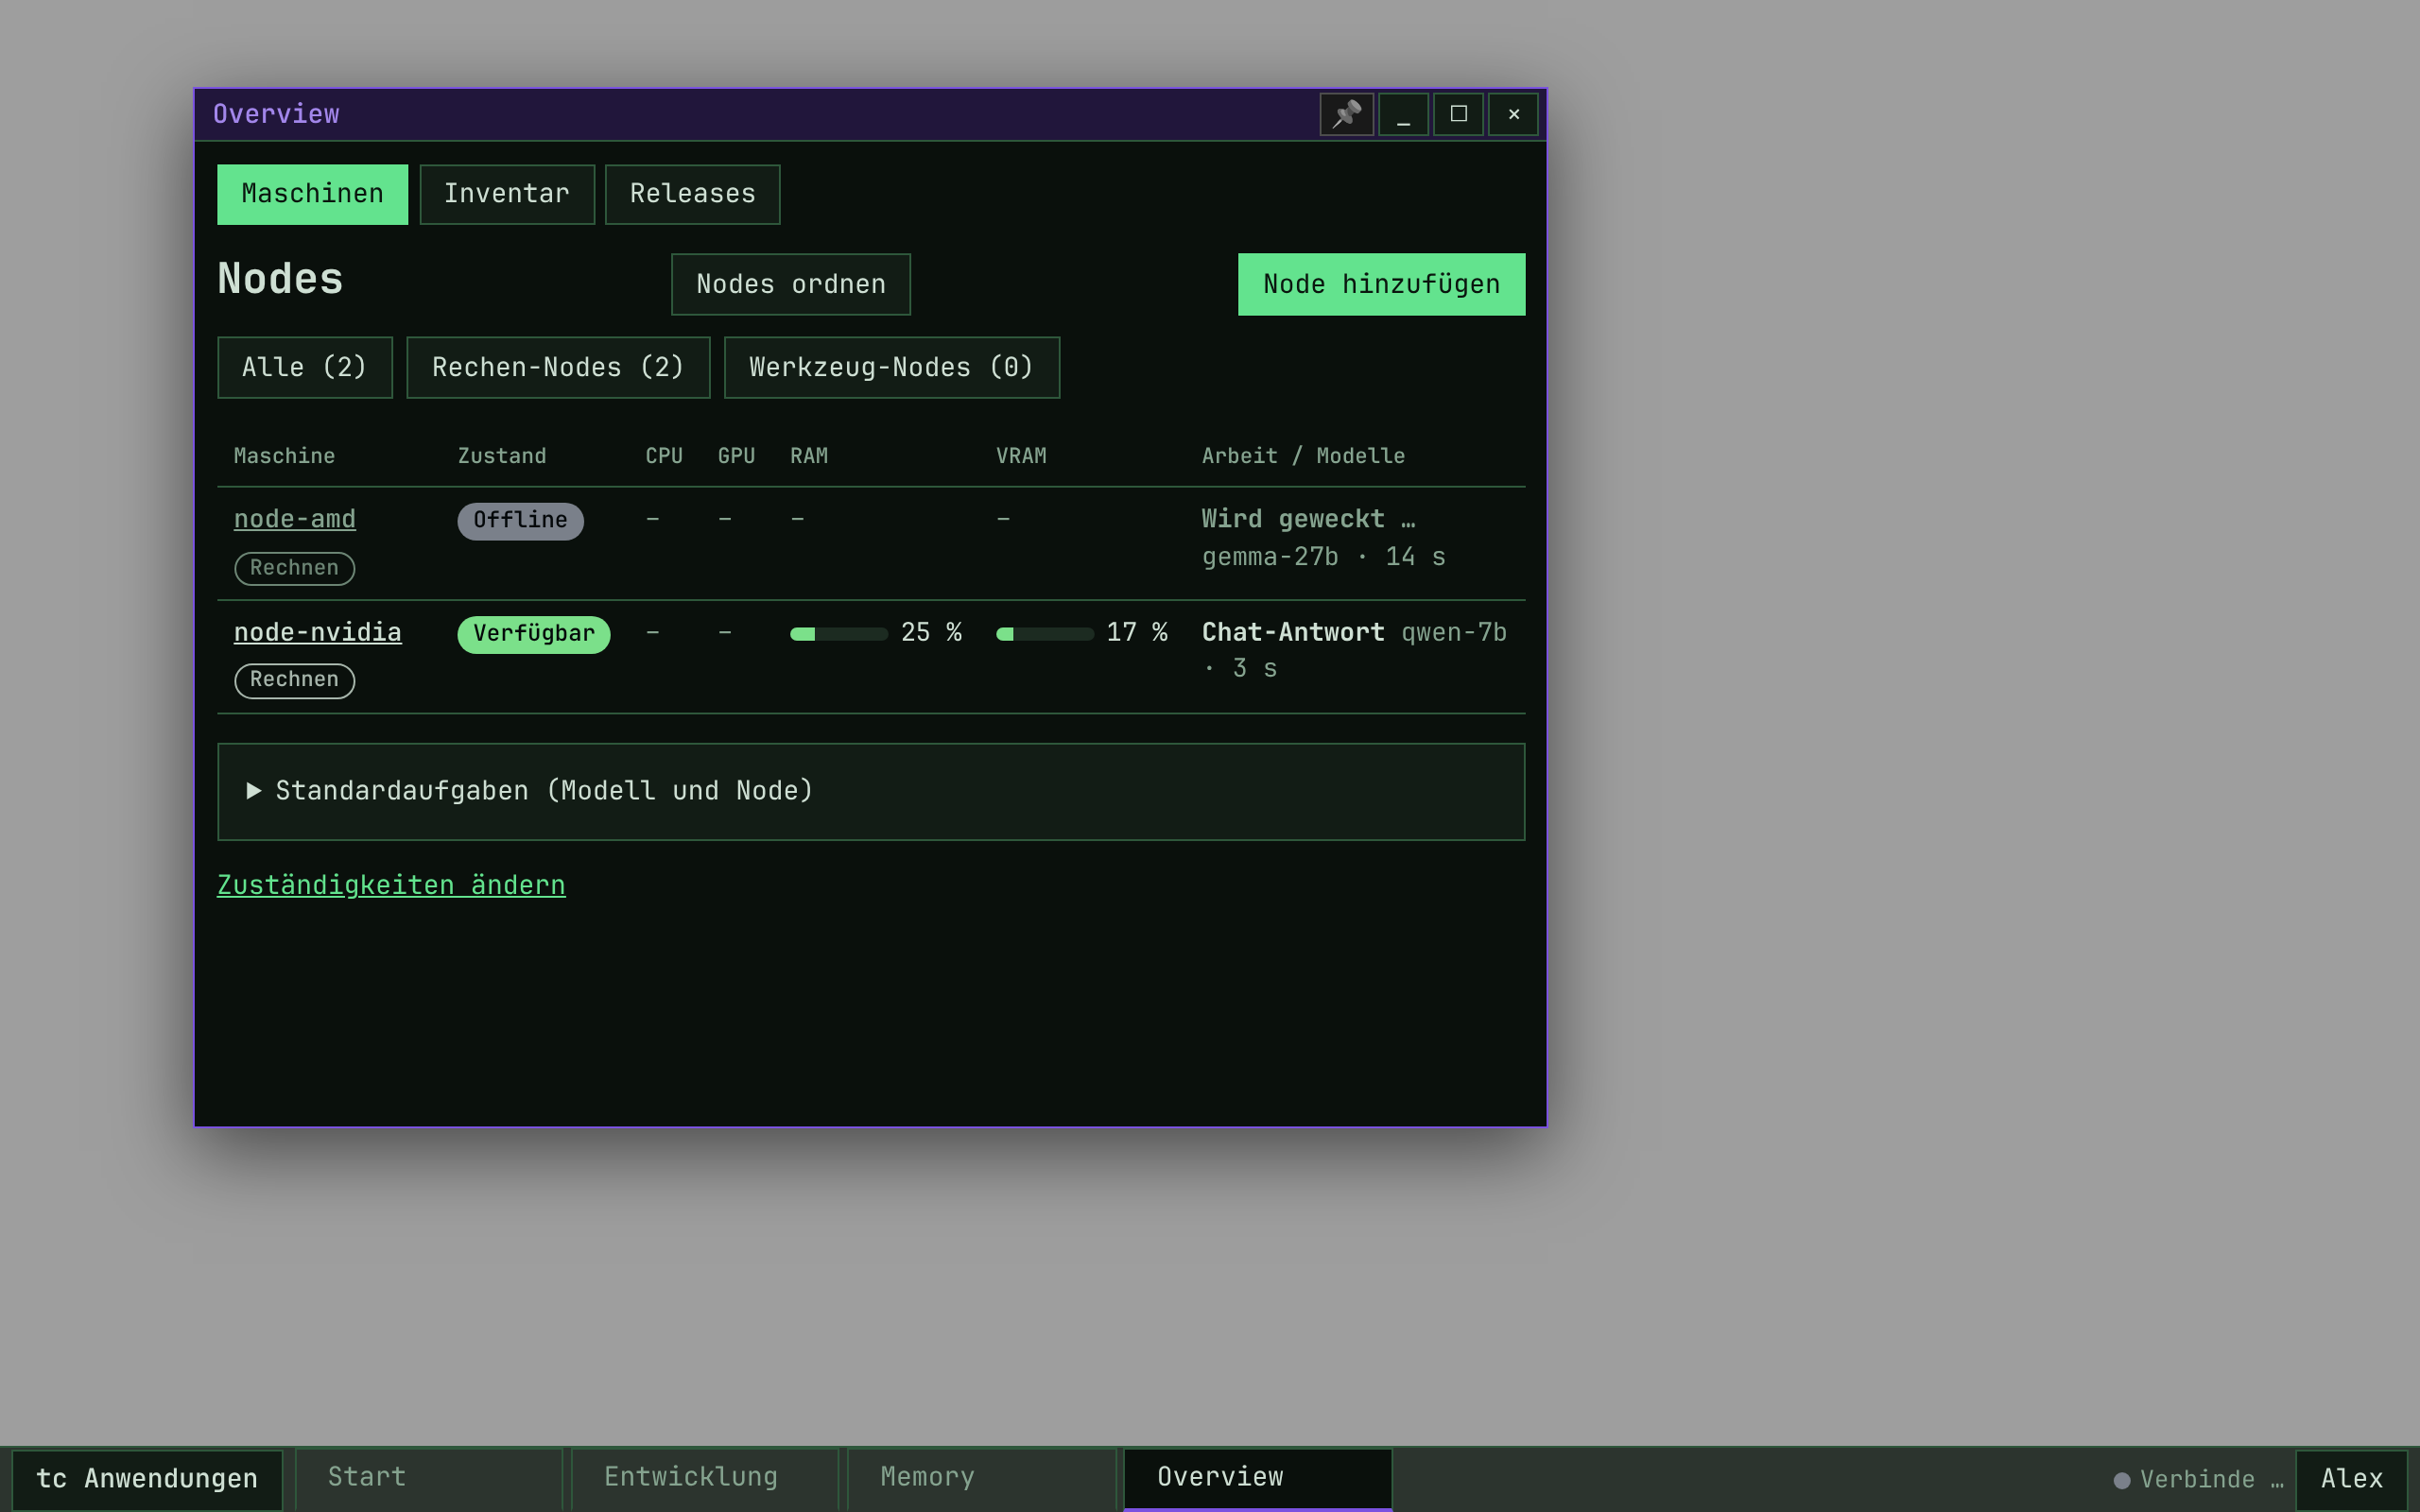 Overview
_ □ ×
Maschinen Inventar Releases
Nodes Nodes ordnen Node hinzufügen
Alle (2) Rechen-Nodes (2) Werkzeug-Nodes (0)
Maschine Zustand CPU GPU RAM VRAM Arbeit / Modelle
node-amd Offline – – – – Wird geweckt …
Rechnen gemma-27b · 14 s
node-nvidia Verfügbar – – 25 % 17 % Chat-Antwort qwen-7b
Rechnen · 3 s
▶ Standardaufgaben (Modell und Node)
Zuständigkeiten ändern
tc Anwendungen Start Entwicklung Memory Overview Verbinde … Alex